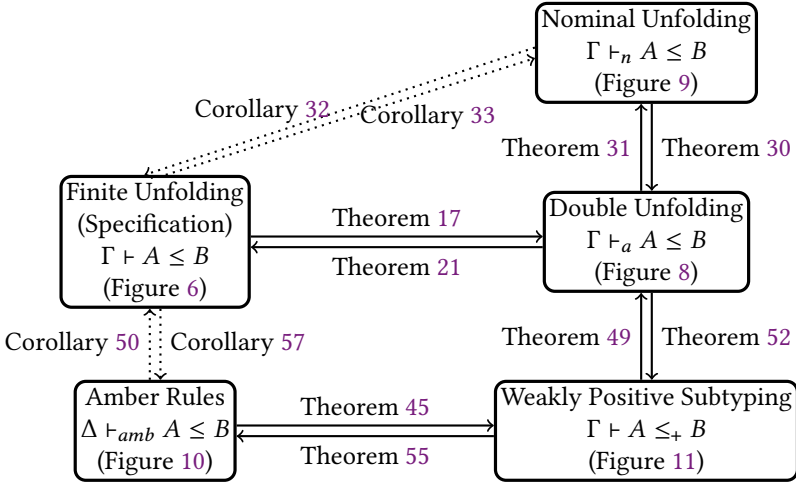 Nominal Unfolding
Γ ⊢n A ≤ B
(Figure 9)
Corollary 32
Corollary 33
Theorem 31
Theorem 30
Finite Unfolding
(Specification)
Γ ⊢ A ≤ B
(Figure 6)
Theorem 17
Theorem 21
Double Unfolding
Γ ⊢a A ≤ B
(Figure 8)
Corollary 50
Corollary 57
Theorem 49
Theorem 52
Amber Rules
Δ ⊢amb A ≤ B
(Figure 10)
Theorem 45
Theorem 55
Weakly Positive Subtyping
Γ ⊢ A ≤+ B
(Figure 11)